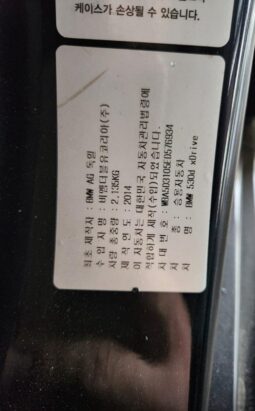 케이스가 손상될 수 있습니다.
최초 제작자 : BMW AG 독일
수 입 자 명 : 비엠더블유코리아(주)
차량 총중량 : 2,135KG
제 작 연 도 : 2014
이 자동차는 대한민국 자동차관리법령에
적합하게 제작(수입)되었습니다.
차 대 번 호 :
차 종 : 승용자동차
차 명 : BMW 530d xDrive